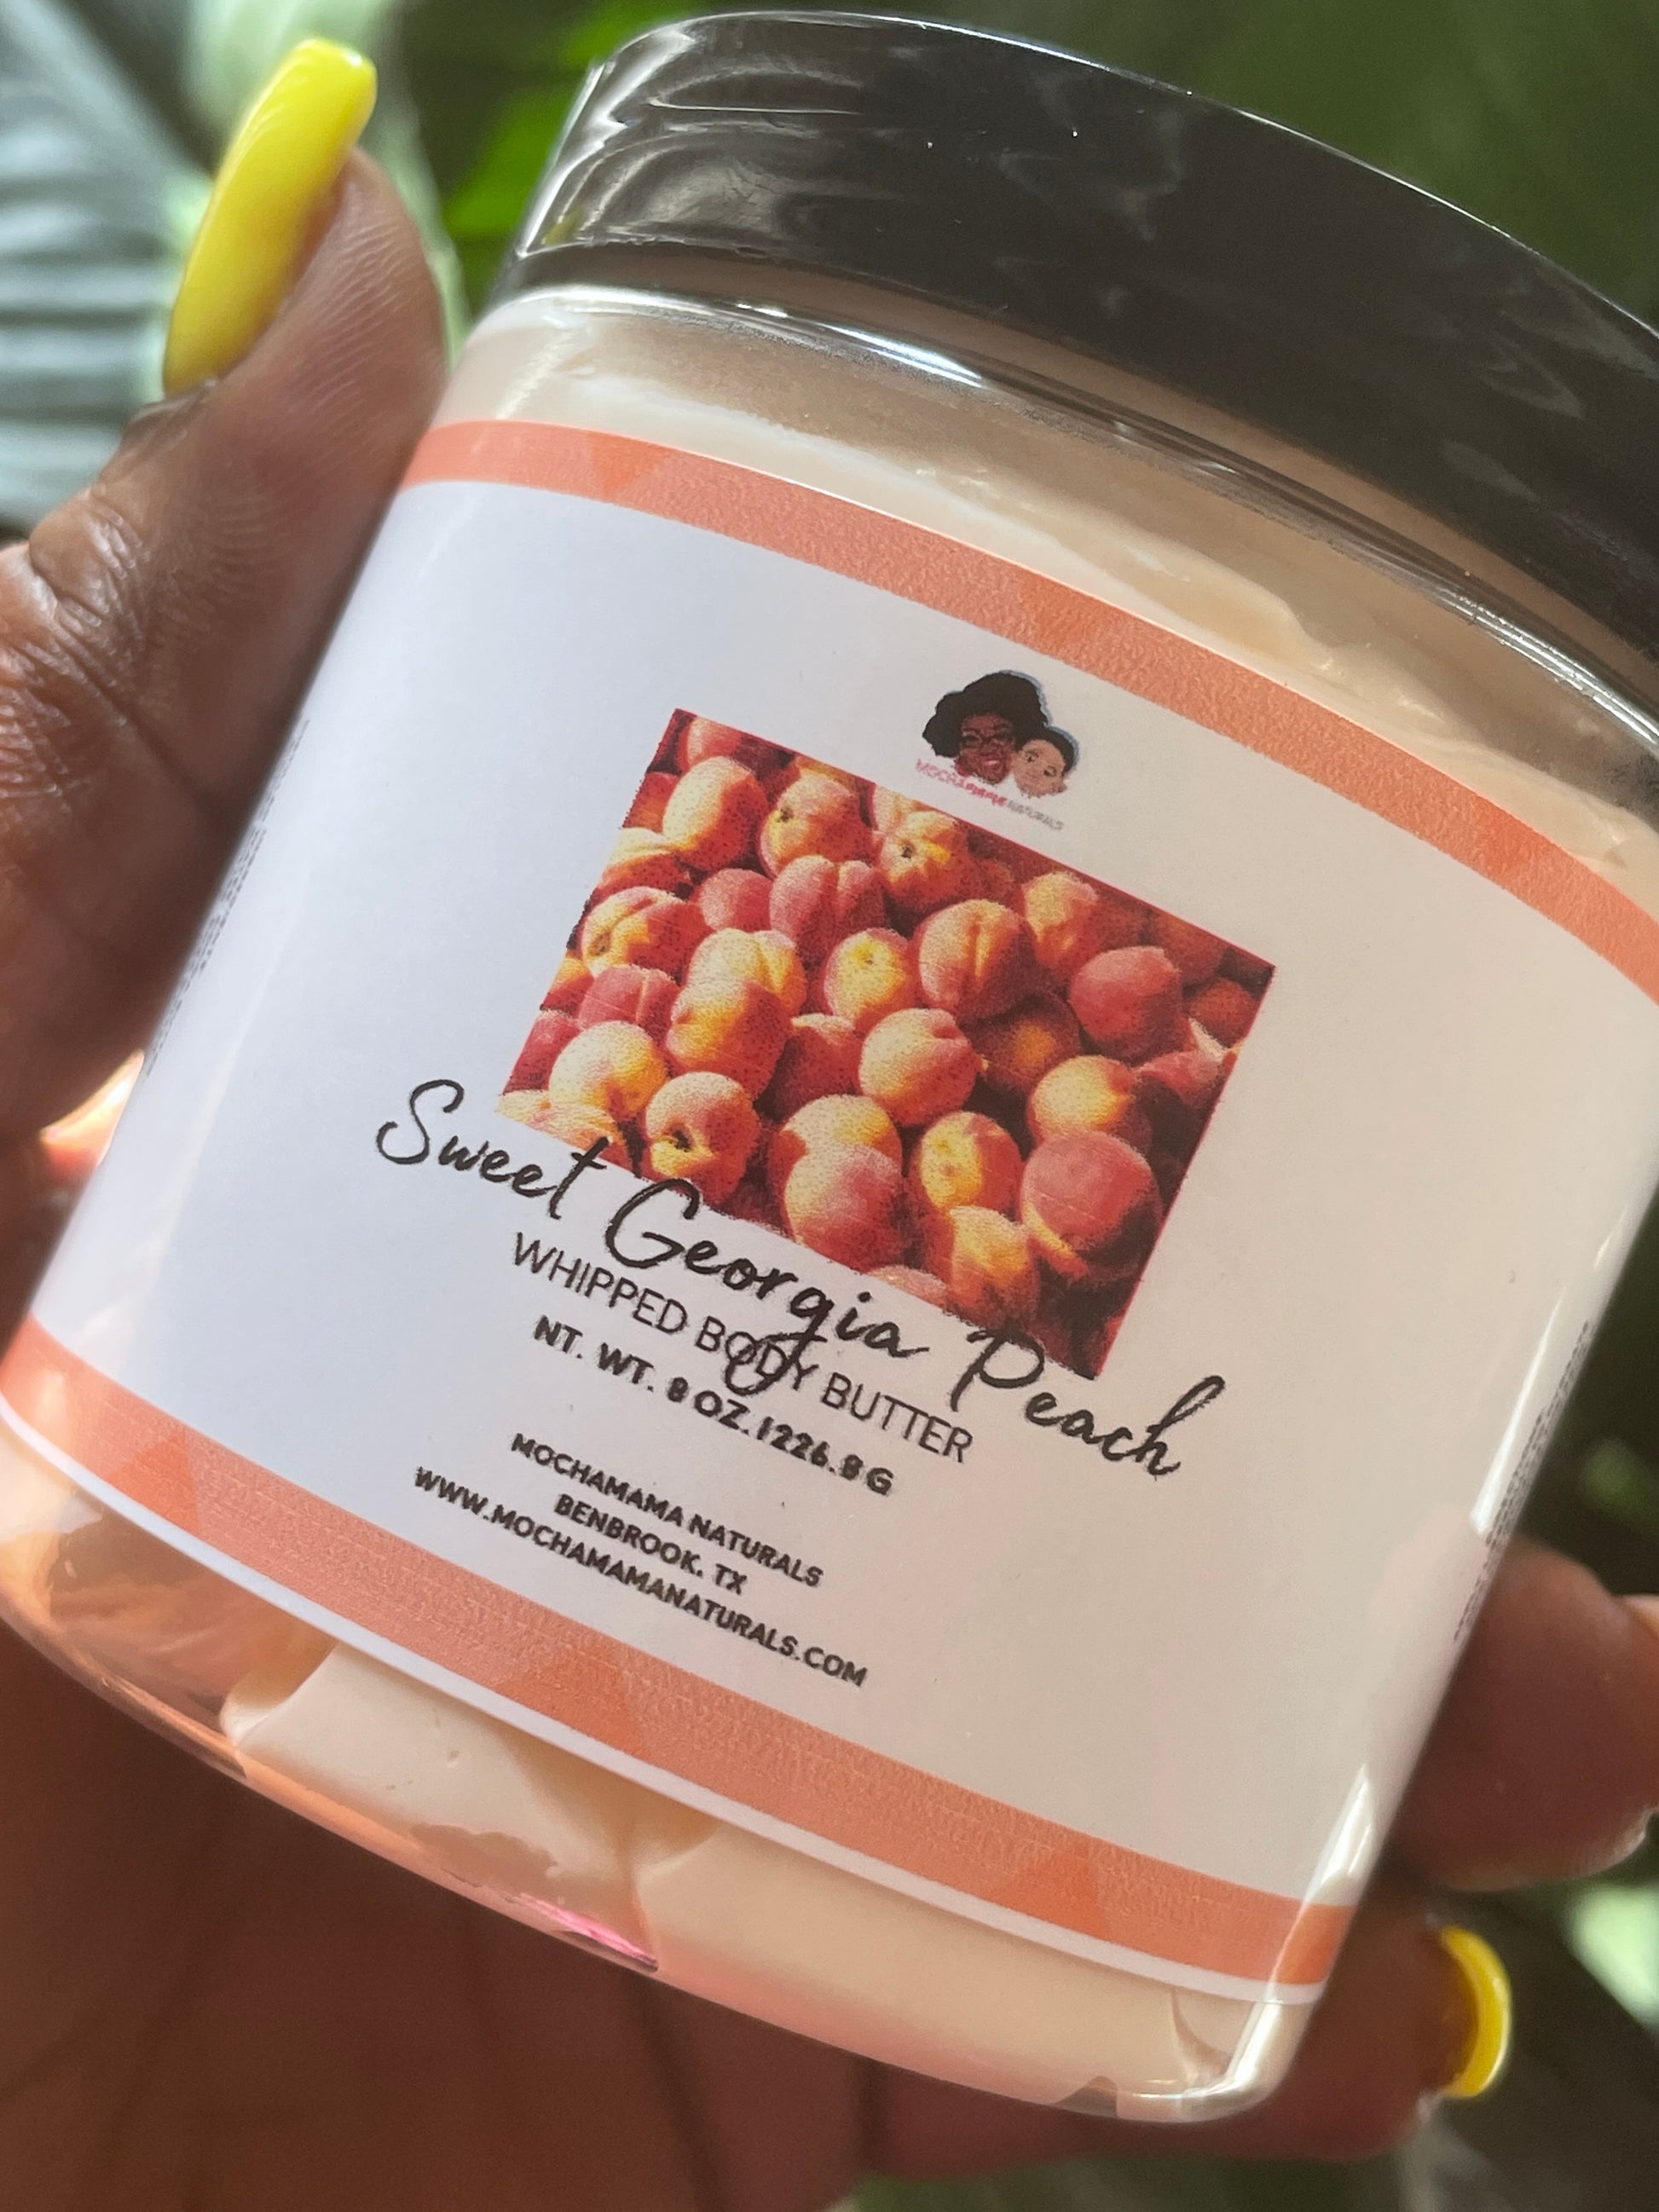 MOCHAMAMA NATURALS
Sweet Georgia Peach
WHIPPED BODY BUTTER
NT. WT. 8 OZ.|226.8 G
MOCHAMAMA NATURALS
BENBROOK, TX
WWW.MOCHAMAMANATURALS.COM